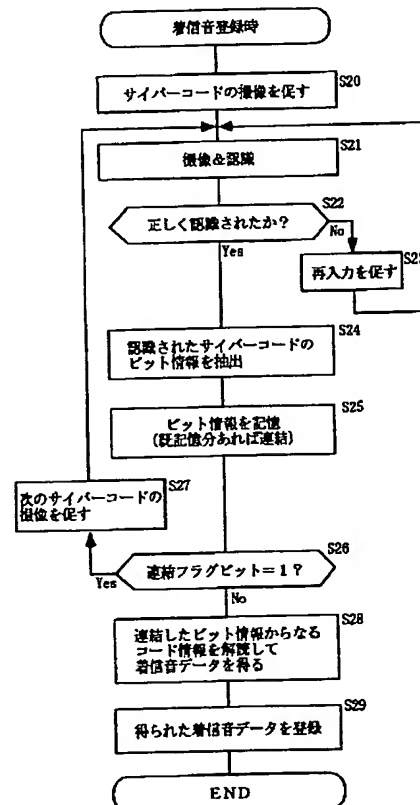 着信音登録時
S20
サイバーコードの撮像を促す
S21
撮像&認識
S22
正しく認識されたか?
No
Yes
S23
再入力を促す
S24
認識されたサイバーコードの
ビット情報を抽出
S25
ビット情報を記憶
(既記憶分あれば連結)
S27
次のサイバーコードの
撮像を促す
S26
連結フラグビット=1?
Yes
No
S28
連結したビット情報からなる
コード情報を解読して
着信音データを得る
S29
得られた着信音データを登録
END